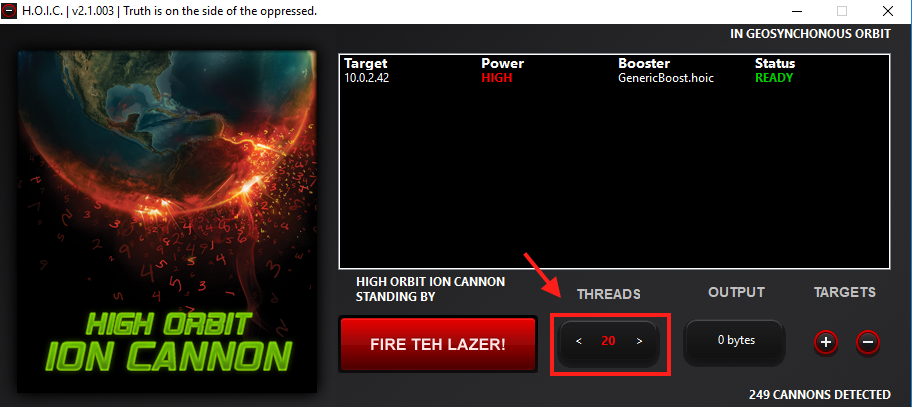 H.O.I.C. | v2.1.003 | Truth is on the side of the oppressed.
IN GEOSYNCHONOUS ORBIT
Target Power Booster Status
10.0.2.42 HIGH GenericBoost.hoic READY
HIGH ORBIT
ION CANNON
HIGH ORBIT ION CANNON
STANDING BY
THREADS OUTPUT TARGETS
FIRE TEH LAZER! < 20 > 0 bytes + −
249 CANNONS DETECTED